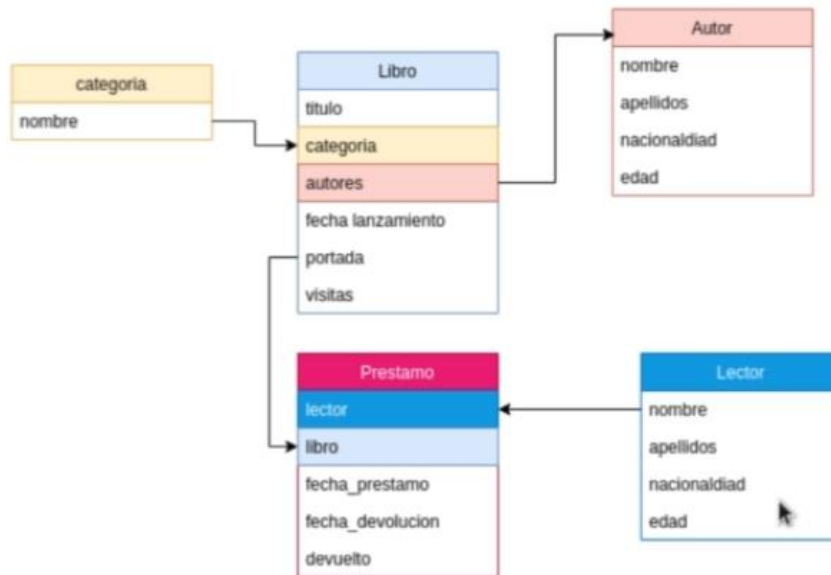 categoria
nombre
Libro
titulo
categoria
autores
fecha lanzamiento
portada
visitas
Autor
nombre
apellidos
nacionaldiad
edad
Prestamo
lector
libro
fecha_prestamo
fecha_devolucion
devuelto
Lector
nombre
apellidos
nacionaldiad
edad